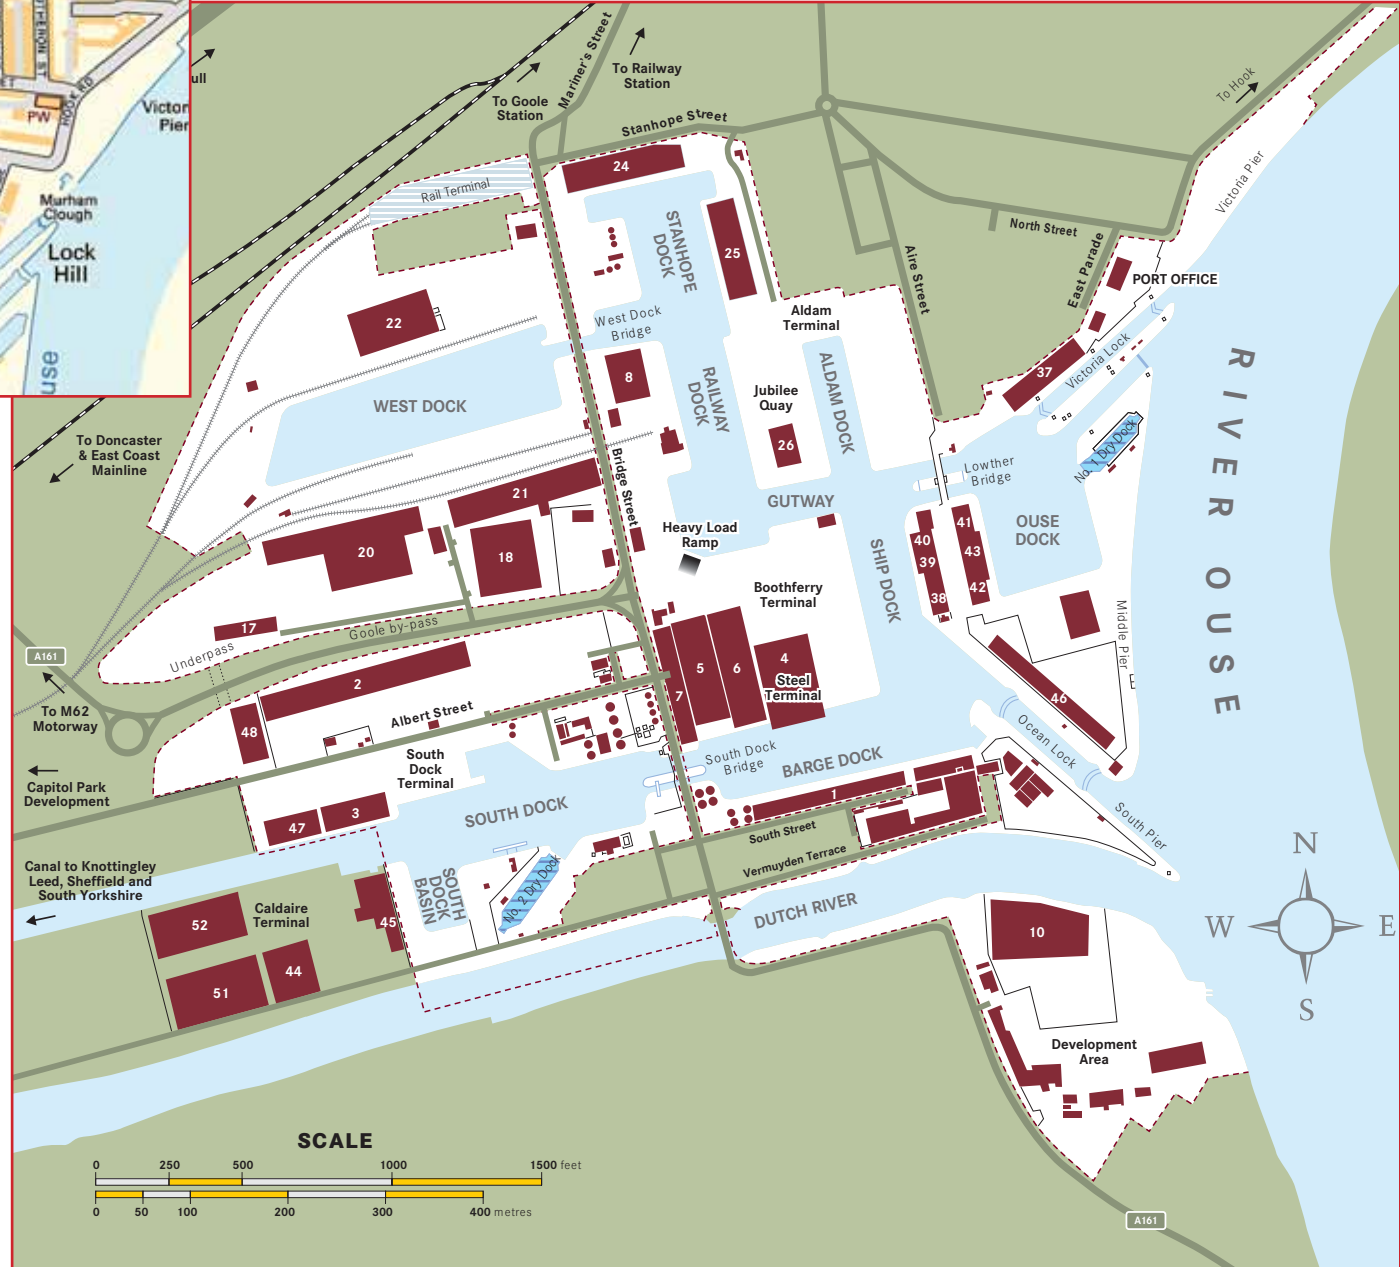 PW
HOOK RD
Murham
Clough
Lock
Hill
use
ull
Victor
Pier
To Goole
Station
Mariner's Street
To Railway
Station
Stanhope Street
To Hook
Victoria Pier
Rail Terminal
24
25
STANHOPE
DOCK
North Street
East Parade
Aire Street
PORT OFFICE
22
West Dock
Bridge
Aldam
Terminal
Victoria Lock
37
8
RAILWAY
DOCK
Jubilee
Quay
26
ALDAM DOCK
WEST DOCK
No. 1 Dry Dock
RIVER OUSE
To Doncaster
& East Coast
Mainline
Bridge Street
21
20
18
17
Lowther
Bridge
GUTWAY
Heavy Load
Ramp
SHIP DOCK
40
39
38
41
43
42
OUSE
DOCK
Boothferry
Terminal
Middle Pier
Goole by-pass
Underpass
A161
To M62
Motorway
2
48
Albert Street
5
6
7
4
Steel
Terminal
46
Ocean Lock
South Pier
South
Dock
Terminal
South Dock
Bridge
BARGE DOCK
Capitol Park
Development
47
3
SOUTH DOCK
1
South Street
Vermuyden Terrace
Canal to Knottingley
Leed, Sheffield and
South Yorkshire
Caldaire
Terminal
52
51
44
45
SOUTH
DOCK
BASIN
No. 2 Dry Dock
DUTCH RIVER
10
Development
Area
N
W
E
S
SCALE
0 250 500 1000 1500 feet
0 50 100 200 300 400 metres
A161